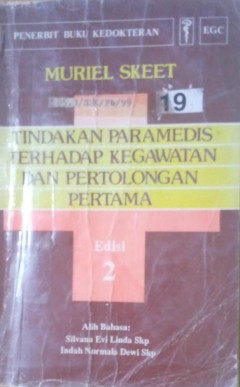 PENERBIT BUKU KEDOKTERAN
EGC
MURIEL SKEET
19
TINDAKAN PARAMEDIS
TERHADAP KEGAWATAN
DAN PERTOLONGAN
PERTAMA
Edisi
2
Alih Bahasa:
Silvana Evi Linda Skp
Indah Nurmala Dewi Skp